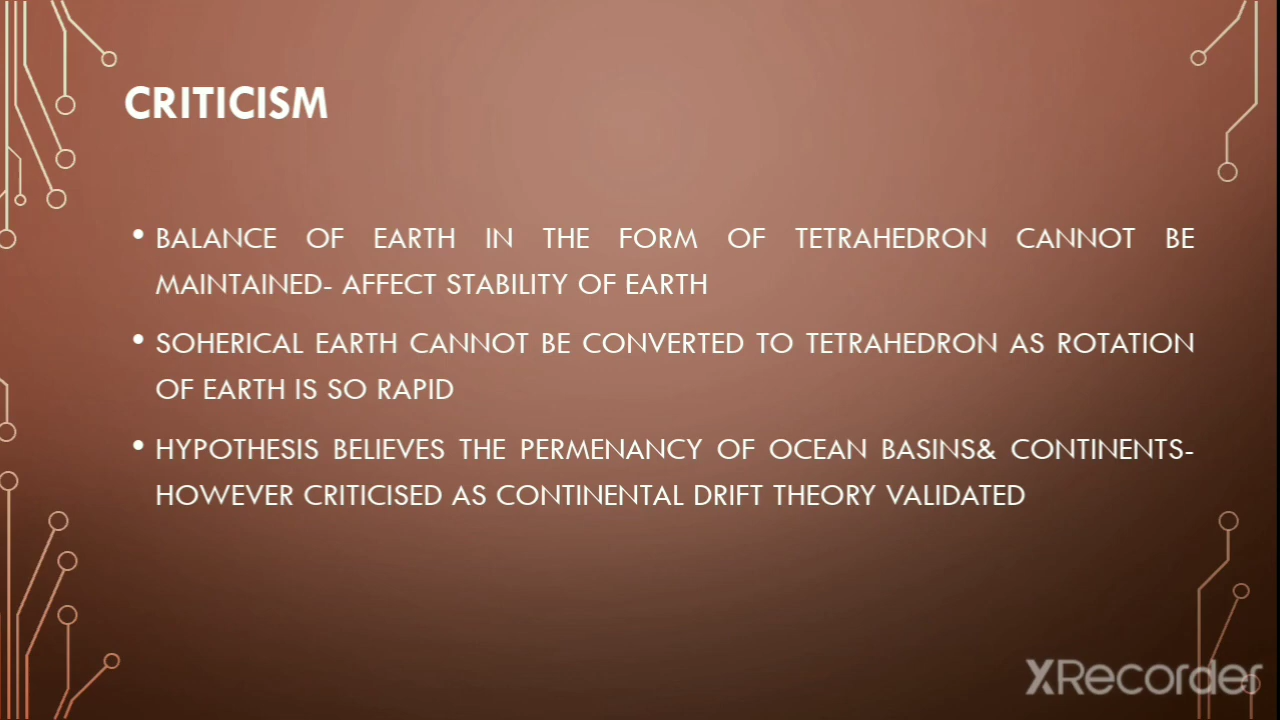 CRITICISM
• BALANCE OF EARTH IN THE FORM OF TETRAHEDRON CANNOT BE
MAINTAINED- AFFECT STABILITY OF EARTH
• SOHERICAL EARTH CANNOT BE CONVERTED TO TETRAHEDRON AS ROTATION
OF EARTH IS SO RAPID
• HYPOTHESIS BELIEVES THE PERMENANCY OF OCEAN BASINS& CONTINENTS-
HOWEVER CRITICISED AS CONTINENTAL DRIFT THEORY VALIDATED
XRecorder